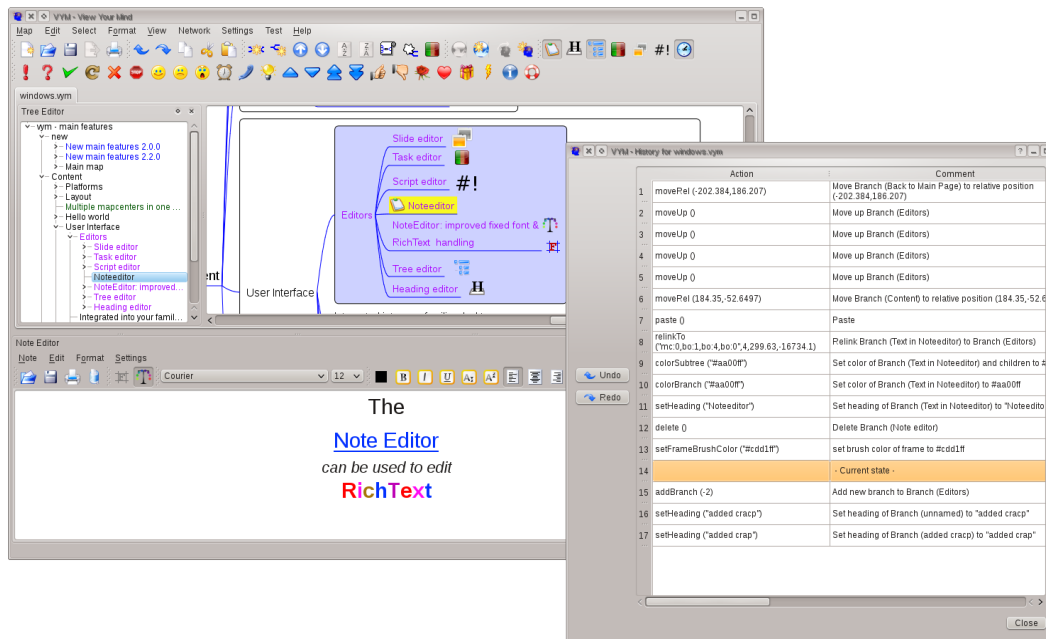 VYM - View Your Mind
Map Edit Select Format View Network Settings Test Help
windows.vym
Tree Editor
vym - main features
new
New main features 2.0.0
New main features 2.2.0
Main map
Content
Platforms
Layout
Multiple mapcenters in one ...
Hello world
User Interface
Editors
Slide editor
Task editor
Script editor
Noteeditor
NoteEditor: improved...
Tree editor
Heading editor
Integrated into your famil...
User Interface
Editors
Slide editor
Task editor
Script editor #!
Noteeditor
NoteEditor: improved fixed font &
RichText handling
Tree editor
Heading editor
Note Editor
Note Edit Format Settings
Courier 12
The
Note Editor
can be used to edit
RichText
VYM - History for windows.vym
Action Comment
1 moveRel (-202.384,186.207) Move Branch (Back to Main Page) to relative position
(-202.384,186.207)
2 moveUp () Move up Branch (Editors)
3 moveUp () Move up Branch (Editors)
4 moveUp () Move up Branch (Editors)
5 moveUp () Move up Branch (Editors)
6 moveRel (184.35,-52.6497) Move Branch (Content) to relative position (184.35,-52.6
7 paste () Paste
8 relinkTo
("mc:0,bo:1,bo:4,bo:0",4,299.63,-16734.1) Relink Branch (Text in Noteeditor) to Branch (Editors)
9 colorSubtree ("#aa00ff") Set color of Branch (Text in Noteeditor) and children to #
10 colorBranch ("#aa00ff") Set color of Branch (Text in Noteeditor) to #aa00ff
11 setHeading ("Noteeditor") Set heading of Branch (Text in Noteeditor) to "Noteedito
12 delete () Delete Branch (Note editor)
13 setFrameBrushColor ("#cdd1ff") set brush color of frame to #cdd1ff
14 - Current state -
15 addBranch (-2) Add new branch to Branch (Editors)
16 setHeading ("added cracp") Set heading of Branch (unnamed) to "added cracp"
17 setHeading ("added crap") Set heading of Branch (added cracp) to "added crap"
Undo
Redo
Close